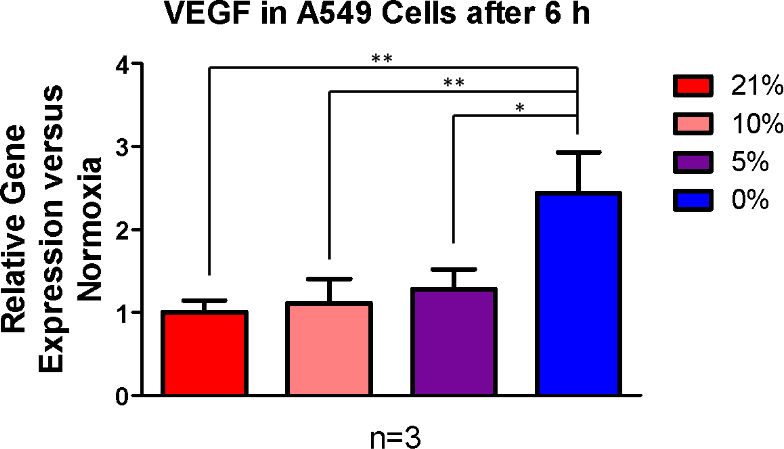 VEGF in A549 Cells after 6 h
Relative Gene
Expression versus
Normoxia
4
3
2
1
0
**
**
*
21%
10%
5%
0%
n=3